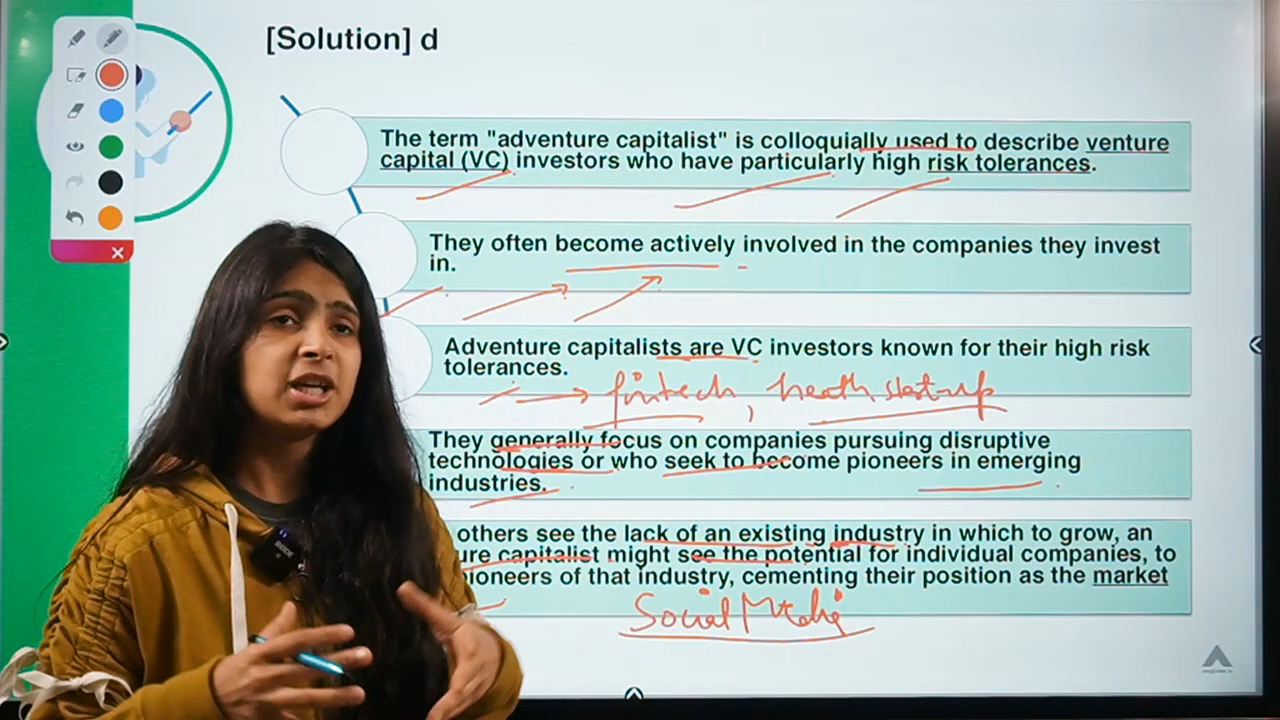 [Solution] d
The term "adventure capitalist" is colloquially used to describe venture
capital (VC) investors who have particularly high risk tolerances.
They often become actively involved in the companies they invest
in.
Adventure capitalists are VC investors known for their high risk
tolerances.
fintech, heath start-up
They generally focus on companies pursuing disruptive
technologies or who seek to become pioneers in emerging
industries.
others see the lack of an existing industry in which to grow, an
ure capitalist might see the potential for individual companies, to
ioneers of that industry, cementing their position as the market
Social Media